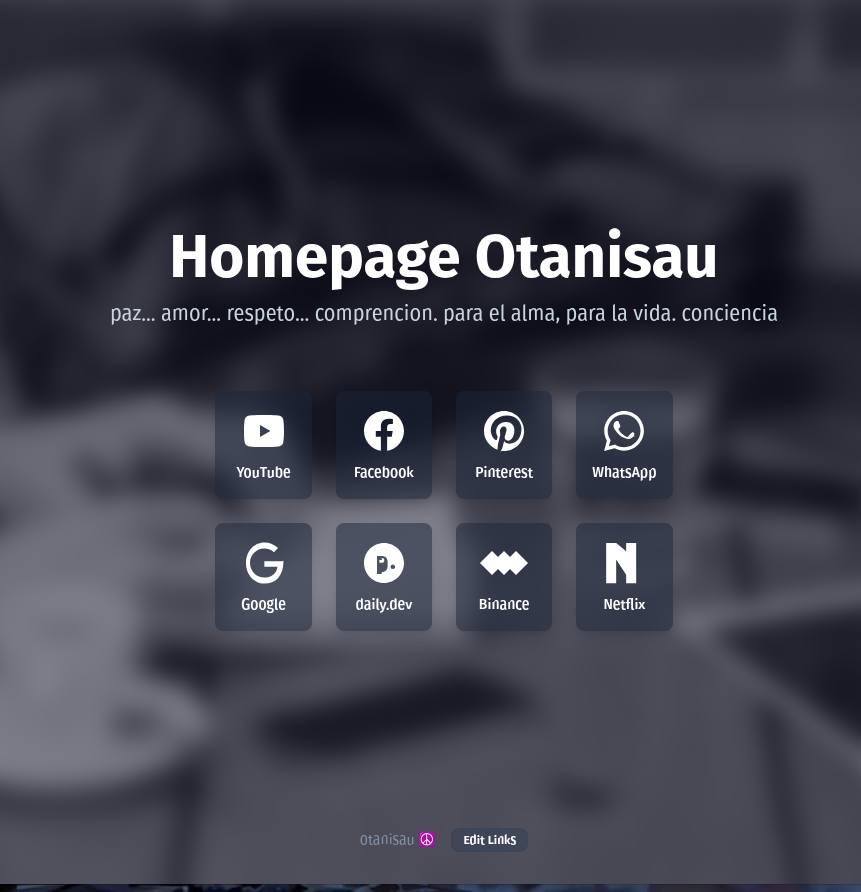 Homepage Otanisau
paz... amor... respeto... comprencion. para el alma, para la vida. conciencia
YouTube Facebook Pinterest WhatsApp
Google daily.dev Binance Netflix
otanisau ☮ Edit Links